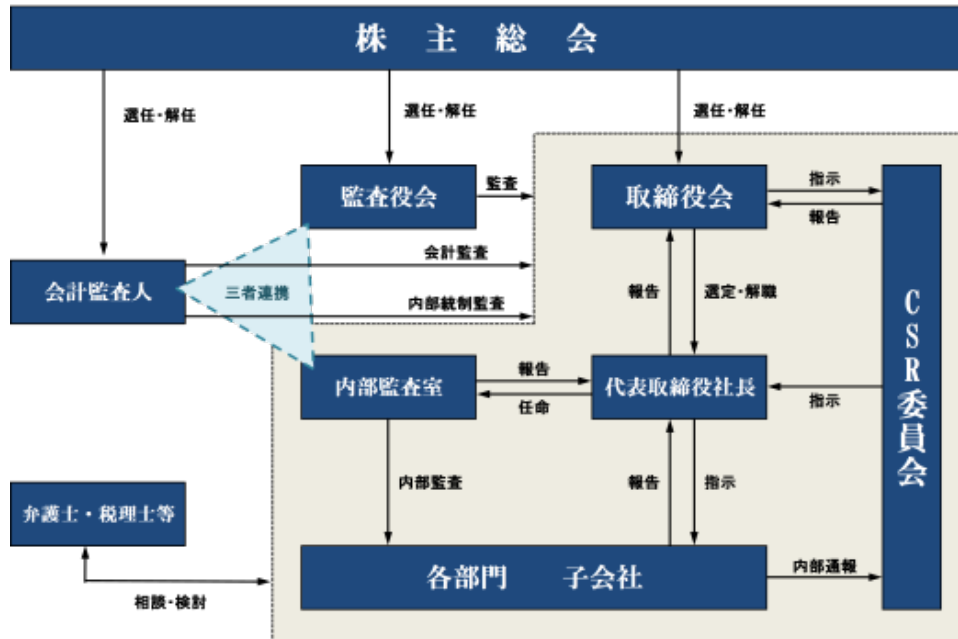 株主総会
選任・解任
選任・解任
選任・解任
監査役会
監査
取締役会
指示
報告
会計監査人
三者連携
会計監査
内部統制監査
報告
選定・解職
CSR委員会
内部監査室
報告
任命
代表取締役社長
指示
内部監査
報告
指示
弁護士・税理士等
相談・検討
各部門 子会社
内部通報